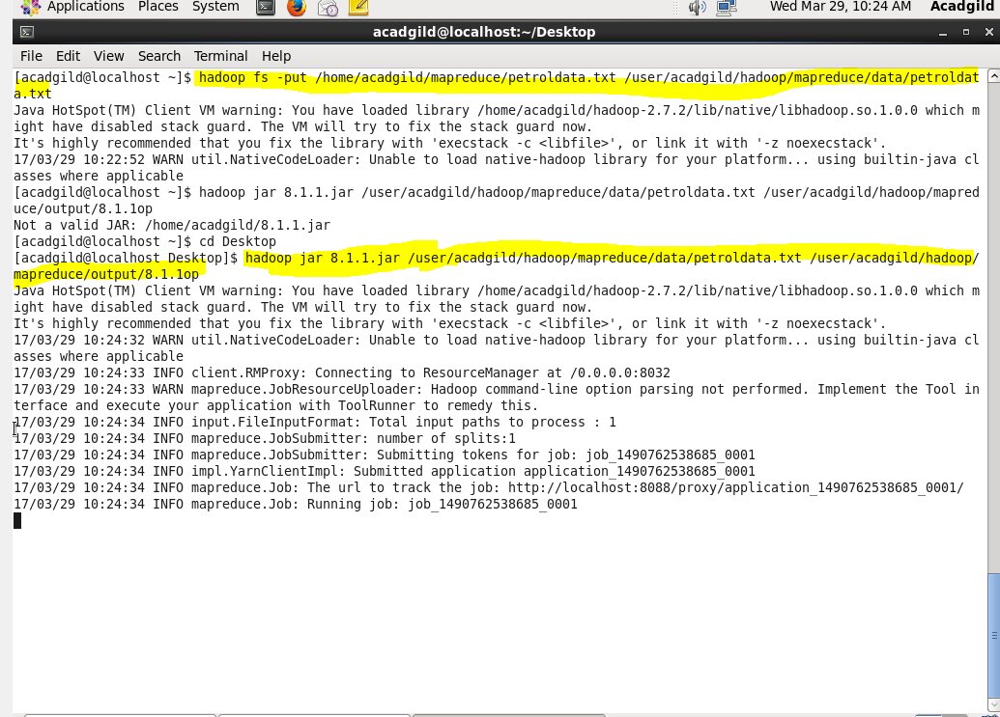 Applications Places System Wed Mar 29, 10:24 AM Acadgild
acadgild@localhost:~/Desktop
File Edit View Search Terminal Help
[acadgild@localhost ~]$ hadoop fs -put /home/acadgild/mapreduce/petroldata.txt /user/acadgild/hadoop/mapreduce/data/petroldat
a.txt
Java HotSpot(TM) Client VM warning: You have loaded library /home/acadgild/hadoop-2.7.2/lib/native/libhadoop.so.1.0.0 which m
ight have disabled stack guard. The VM will try to fix the stack guard now.
It's highly recommended that you fix the library with 'execstack -c <libfile>', or link it with '-z noexecstack'.
17/03/29 10:22:52 WARN util.NativeCodeLoader: Unable to load native-hadoop library for your platform... using builtin-java cl
asses where applicable
[acadgild@localhost ~]$ hadoop jar 8.1.1.jar /user/acadgild/hadoop/mapreduce/data/petroldata.txt /user/acadgild/hadoop/mapred
uce/output/8.1.1op
Not a valid JAR: /home/acadgild/8.1.1.jar
[acadgild@localhost ~]$ cd Desktop
[acadgild@localhost Desktop]$ hadoop jar 8.1.1.jar /user/acadgild/hadoop/mapreduce/data/petroldata.txt /user/acadgild/hadoop/
mapreduce/output/8.1.1op
Java HotSpot(TM) Client VM warning: You have loaded library /home/acadgild/hadoop-2.7.2/lib/native/libhadoop.so.1.0.0 which m
ight have disabled stack guard. The VM will try to fix the stack guard now.
It's highly recommended that you fix the library with 'execstack -c <libfile>', or link it with '-z noexecstack'.
17/03/29 10:24:32 WARN util.NativeCodeLoader: Unable to load native-hadoop library for your platform... using builtin-java cl
asses where applicable
17/03/29 10:24:33 INFO client.RMProxy: Connecting to ResourceManager at /0.0.0.0:8032
17/03/29 10:24:33 WARN mapreduce.JobResourceUploader: Hadoop command-line option parsing not performed. Implement the Tool in
terface and execute your application with ToolRunner to remedy this.
17/03/29 10:24:34 INFO input.FileInputFormat: Total input paths to process : 1
17/03/29 10:24:34 INFO mapreduce.JobSubmitter: number of splits:1
17/03/29 10:24:34 INFO mapreduce.JobSubmitter: Submitting tokens for job: job_1490762538685_0001
17/03/29 10:24:34 INFO impl.YarnClientImpl: Submitted application application_1490762538685_0001
17/03/29 10:24:34 INFO mapreduce.Job: The url to track the job: http://localhost:8088/proxy/application_1490762538685_0001/
17/03/29 10:24:34 INFO mapreduce.Job: Running job: job_1490762538685_0001